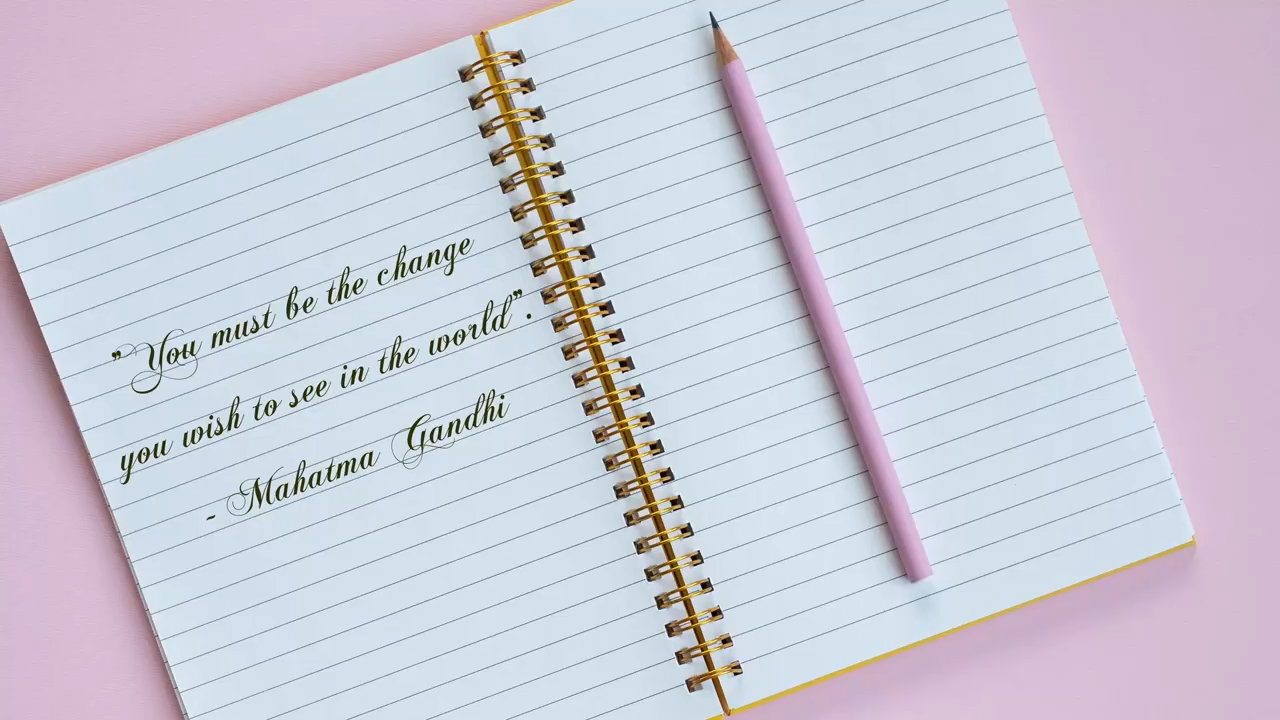 "You must be the change
you wish to see in the world".
- Mahatma Gandhi